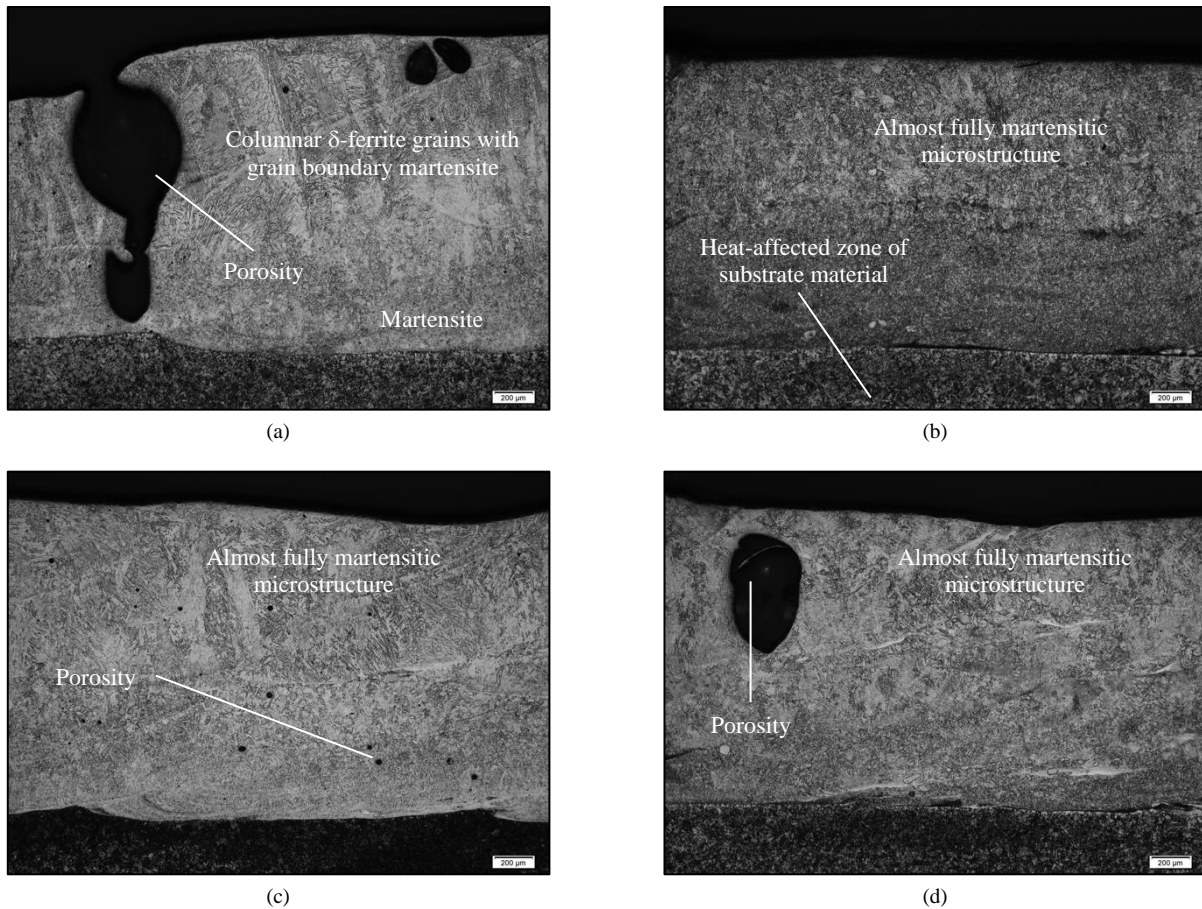 Columnar δ-ferrite grains with
grain boundary martensite
Porosity
Martensite
200 µm
(a)
Almost fully martensitic
microstructure
Heat-affected zone of
substrate material
200 µm
(b)
Almost fully martensitic
microstructure
Porosity
200 µm
(c)
Almost fully martensitic
microstructure
Porosity
200 µm
(d)